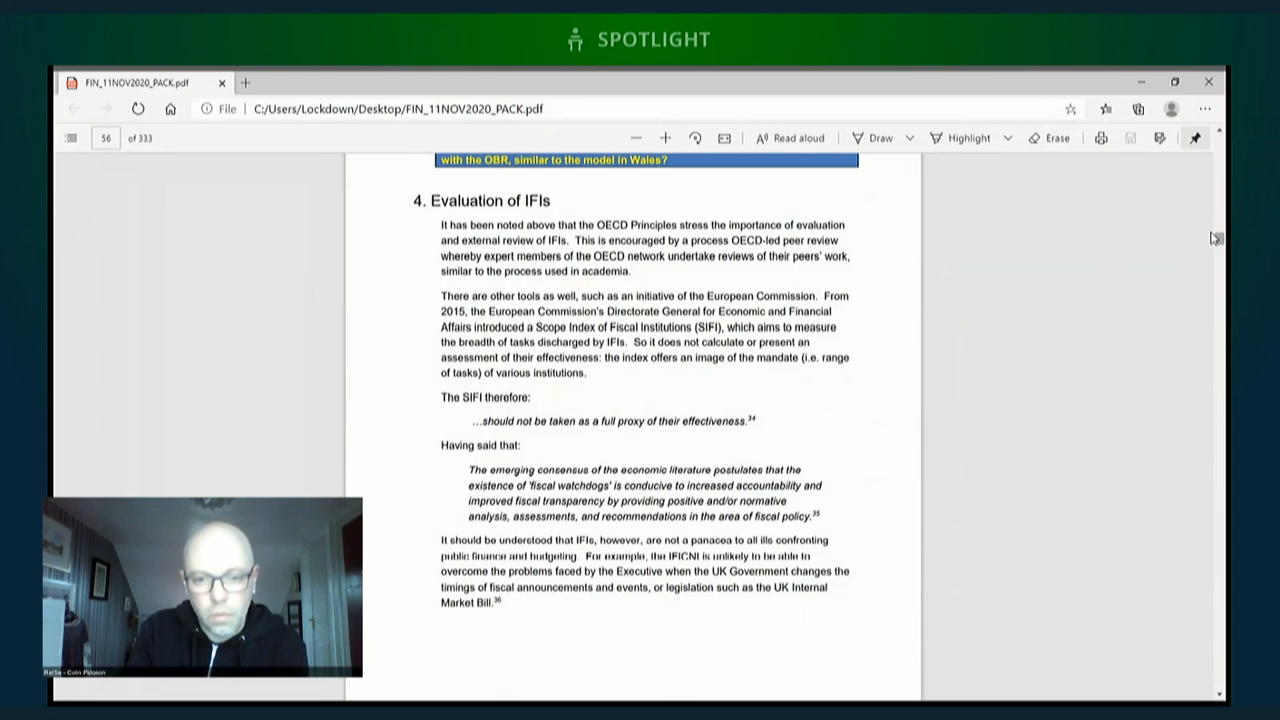 SPOTLIGHT
FIN_11NOV2020_PACK.pdf
File
C:/Users/Lockdown/Desktop/FIN_11NOV2020_PACK.pdf
56 of 333
Read aloud
Draw
Highlight
Erase
with the OBR, similar to the model in Wales?
4. Evaluation of IFIs
It has been noted above that the OECD Principles stress the importance of evaluation
and external review of IFIs. This is encouraged by a process OECD-led peer review
whereby expert members of the OECD network undertake reviews of their peers' work,
similar to the process used in academia.
There are other tools as well, such as an initiative of the European Commission. From
2015, the European Commission's Directorate General for Economic and Financial
Affairs introduced a Scope Index of Fiscal Institutions (SIFI), which aims to measure
the breadth of tasks discharged by IFIs. So it does not calculate or present an
assessment of their effectiveness: the index offers an image of the mandate (i.e. range
of tasks) of various institutions.
The SIFI therefore:
...should not be taken as a full proxy of their effectiveness.34
Having said that:
The emerging consensus of the economic literature postulates that the
existence of 'fiscal watchdogs' is conducive to increased accountability and
improved fiscal transparency by providing positive and/or normative
analysis, assessments, and recommendations in the area of fiscal policy.35
It should be understood that IFIs, however, are not a panacea to all ills confronting
public finance and budgeting. For example, the IFICNI is unlikely to be able to
overcome the problems faced by the Executive when the UK Government changes the
timings of fiscal announcements and events, or legislation such as the UK Internal
Market Bill.36
- Colin Pidgeon